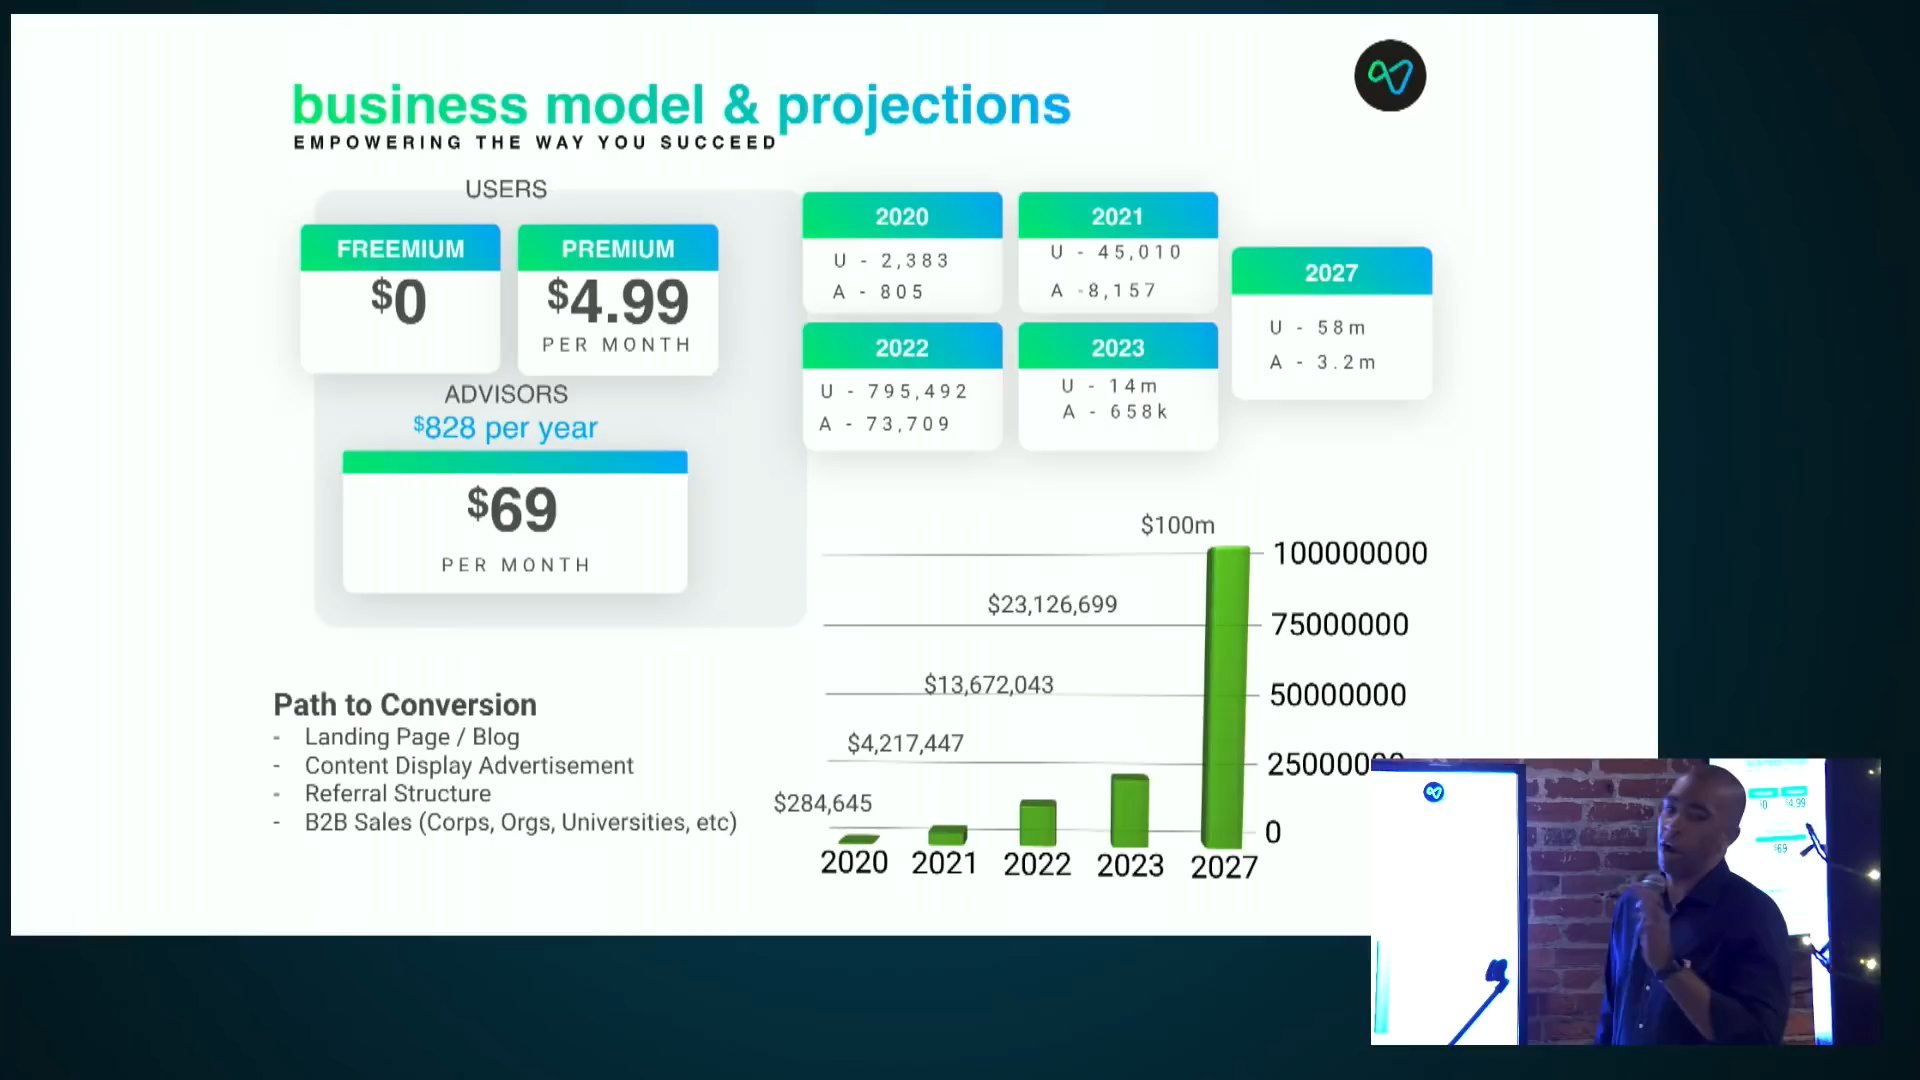 business model & projections
EMPOWERING THE WAY YOU SUCCEED
USERS
FREEMIUM
$0
PREMIUM
$4.99
PER MONTH
ADVISORS
$828 per year
$69
PER MONTH
2020
U - 2,383
A - 805
2021
U - 45,010
A -8,157
2022
U - 795,492
A - 73,709
2023
U - 14m
A - 658k
2027
U - 58m
A - 3.2m
Path to Conversion
- Landing Page / Blog
- Content Display Advertisement
- Referral Structure
- B2B Sales (Corps, Orgs, Universities, etc)
$100m
$23,126,699
$13,672,043
$4,217,447
$284,645
100000000
75000000
50000000
0
2020 2021 2022 2023 2027
4.99
$69